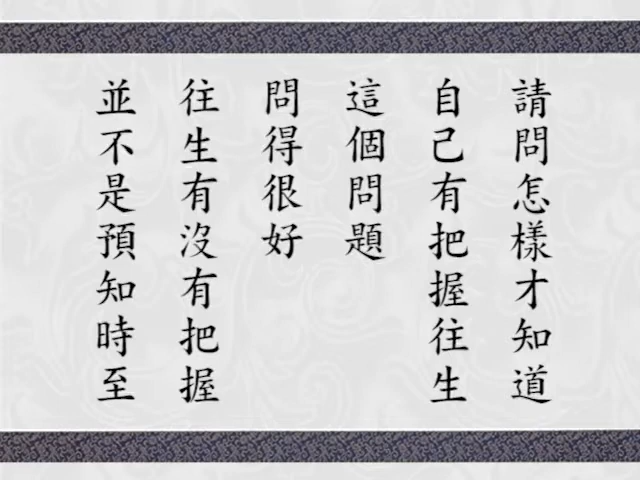 請問怎樣才知道
自己有把握往生
這個問題
問得很好
往生有沒有把握
並不是預知時至